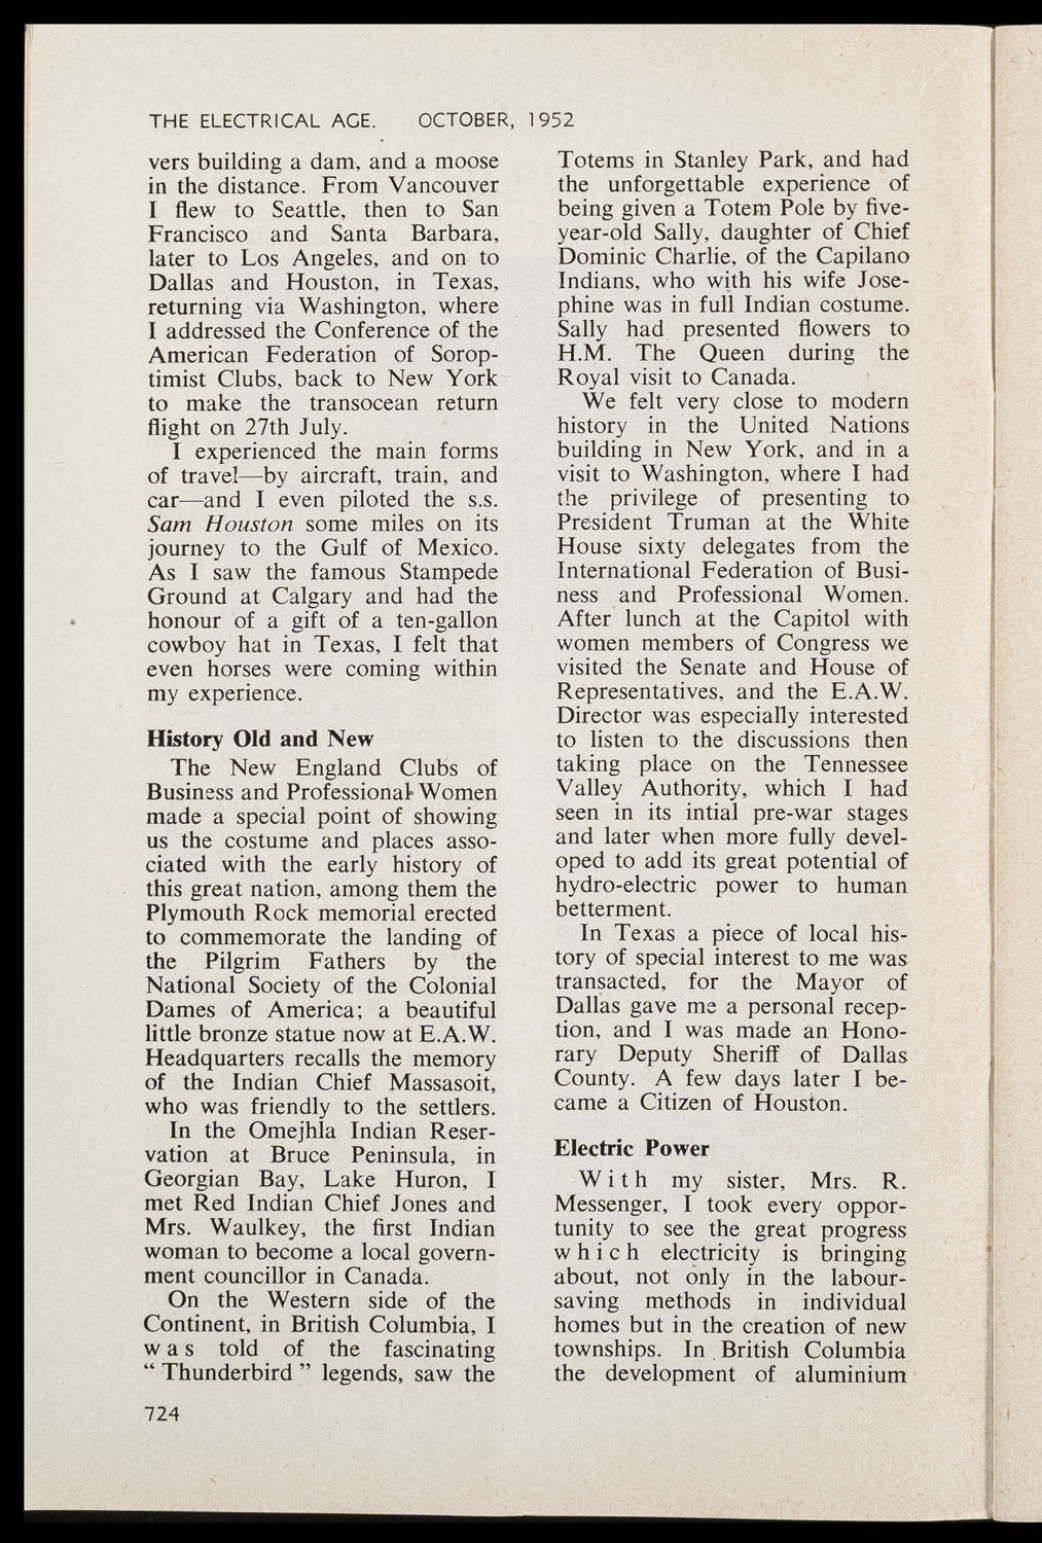 THE ELECTRICAL AGE. OCTOBER, 1952
vers building a dam, and a moose
in the distance. From Vancouver
I flew to Seattle, then to San
Francisco and Santa Barbara,
later to Los Angeles, and on to
Dallas and Houston, in Texas,
returning via Washington, where
I addressed the Conference of the
American Federation of Sorop-
timist Clubs, back to New York
to make the transocean return
flight on 27th July.
I experienced the main forms
of travel—by aircraft, train, and
car—and I even piloted the s.s.
Sam Houston some miles on its
journey to the Gulf of Mexico.
As I saw the famous Stampede
Ground at Calgary and had the
honour of a gift of a ten-gallon
cowboy hat in Texas, I felt that
even horses were coming within
my experience.
History Old and New
The New England Clubs of
Business and Professional Women
made a special point of showing
us the costume and places asso-
ciated with the early history of
this great nation, among them the
Plymouth Rock memorial erected
to commemorate the landing of
the Pilgrim Fathers by the
National Society of the Colonial
Dames of America; a beautiful
little bronze statue now at E.A.W.
Headquarters recalls the memory
of the Indian Chief Massasoit,
who was friendly to the settlers.
In the Omejhla Indian Reser-
vation at Bruce Peninsula, in
Georgian Bay, Lake Huron, I
met Red Indian Chief Jones and
Mrs. Waulkey, the first Indian
woman to become a local govern-
ment councillor in Canada.
On the Western side of the
Continent, in British Columbia, I
was told of the fascinating
“ Thunderbird ” legends, saw the
Totems in Stanley Park, and had
the unforgettable experience of
being given a Totem Pole by five-
year-old Sally, daughter of Chief
Dominic Charlie, of the Capilano
Indians, who with his wife Jose-
phine was in full Indian costume.
Sally had presented flowers to
H.M. The Queen during the
Royal visit to Canada.
We felt very close to modern
history in the United Nations
building in New York, and in a
visit to Washington, where I had
the privilege of presenting to
President Truman at the White
House sixty delegates from the
International Federation of Busi-
ness and Professional Women.
After lunch at the Capitol with
women members of Congress we
visited the Senate and House of
Representatives, and the E.A.W.
Director was especially interested
to listen to the discussions then
taking place on the Tennessee
Valley Authority, which I had
seen in its intial pre-war stages
and later when more fully devel-
oped to add its great potential of
hydro-electric power to human
betterment.
In Texas a piece of local his-
tory of special interest to me was
transacted, for the Mayor of
Dallas gave me a personal recep-
tion, and I was made an Hono-
rary Deputy Sheriff of Dallas
County. A few days later I be-
came a Citizen of Houston.
Electric Power
With my sister, Mrs. R.
Messenger, I took every oppor-
tunity to see the great progress
which electricity is bringing
about, not only in the labour-
saving methods in individual
homes but in the creation of new
townships. In British Columbia
the development of aluminium
724